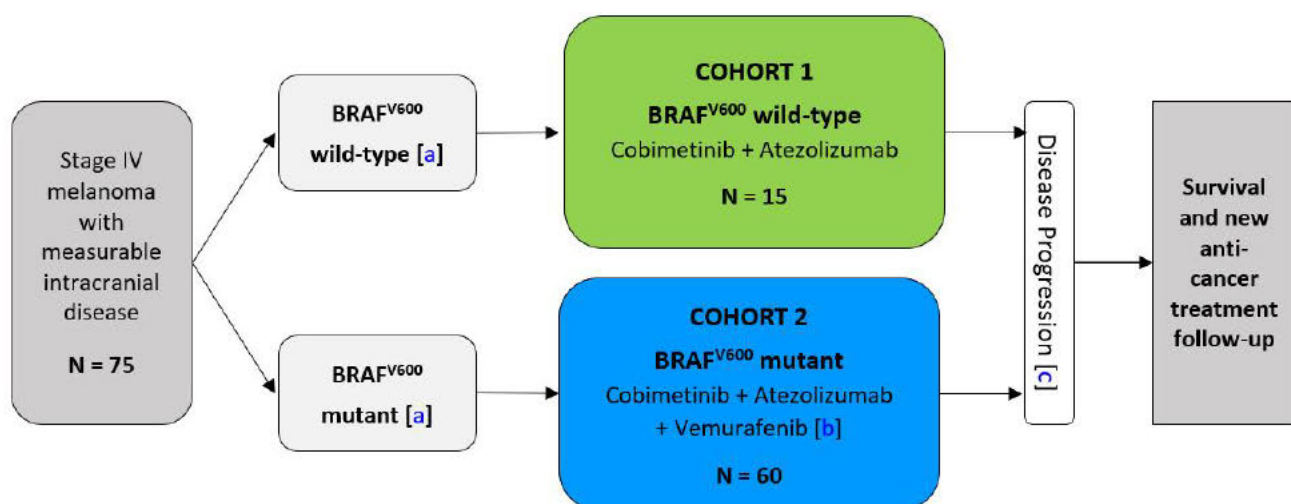 Stage IV
melanoma
with
measurable
intracranial
disease
N = 75
BRAFV600
wild-type [a]
BRAFV600
mutant [a]
COHORT 1
BRAFV600 wild-type
Cobimetinib + Atezolizumab
N = 15
COHORT 2
BRAFV600 mutant
Cobimetinib + Atezolizumab
+ Vemurafenib [b]
N = 60
Disease Progression [c]
Survival
and new
anti-
cancer
treatment
follow-up